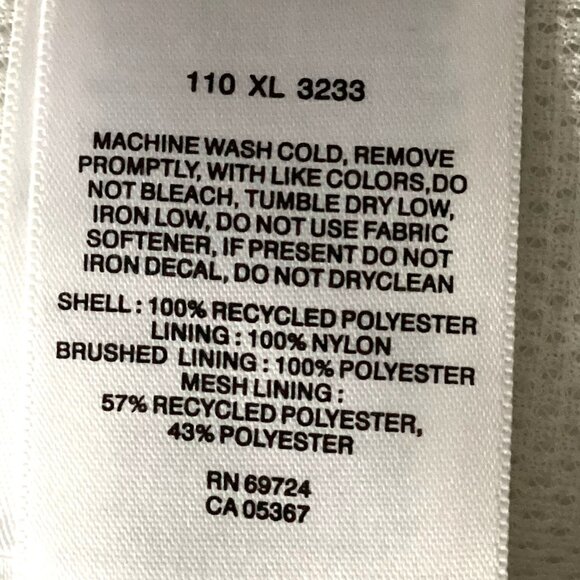 110 XL 3233
MACHINE WASH COLD, REMOVE
PROMPTLY, WITH LIKE COLORS,DO
NOT BLEACH, TUMBLE DRY LOW,
IRON LOW, DO NOT USE FABRIC
SOFTENER, IF PRESENT DO NOT
IRON DECAL, DO NOT DRYCLEAN
SHELL : 100% RECYCLED POLYESTER
LINING : 100% NYLON
BRUSHED LINING : 100% POLYESTER
MESH LINING :
57% RECYCLED POLYESTER,
43% POLYESTER
RN 69724
CA 05367